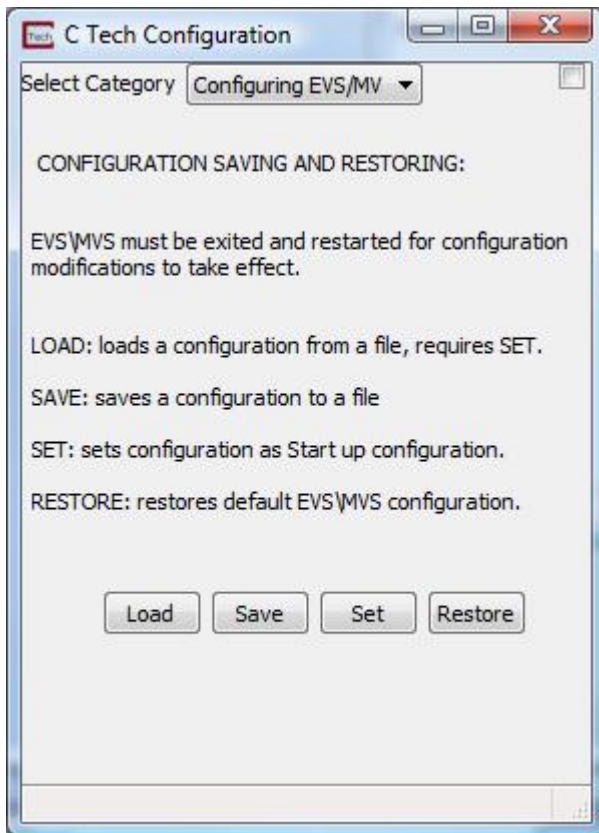 Tech C Tech Configuration
Select Category Configuring EVS/MV
CONFIGURATION SAVING AND RESTORING:
EVS\MVS must be exited and restarted for configuration
modifications to take effect.
LOAD: loads a configuration from a file, requires SET.
SAVE: saves a configuration to a file
SET: sets configuration as Start up configuration.
RESTORE: restores default EVS\MVS configuration.
Load Save Set Restore